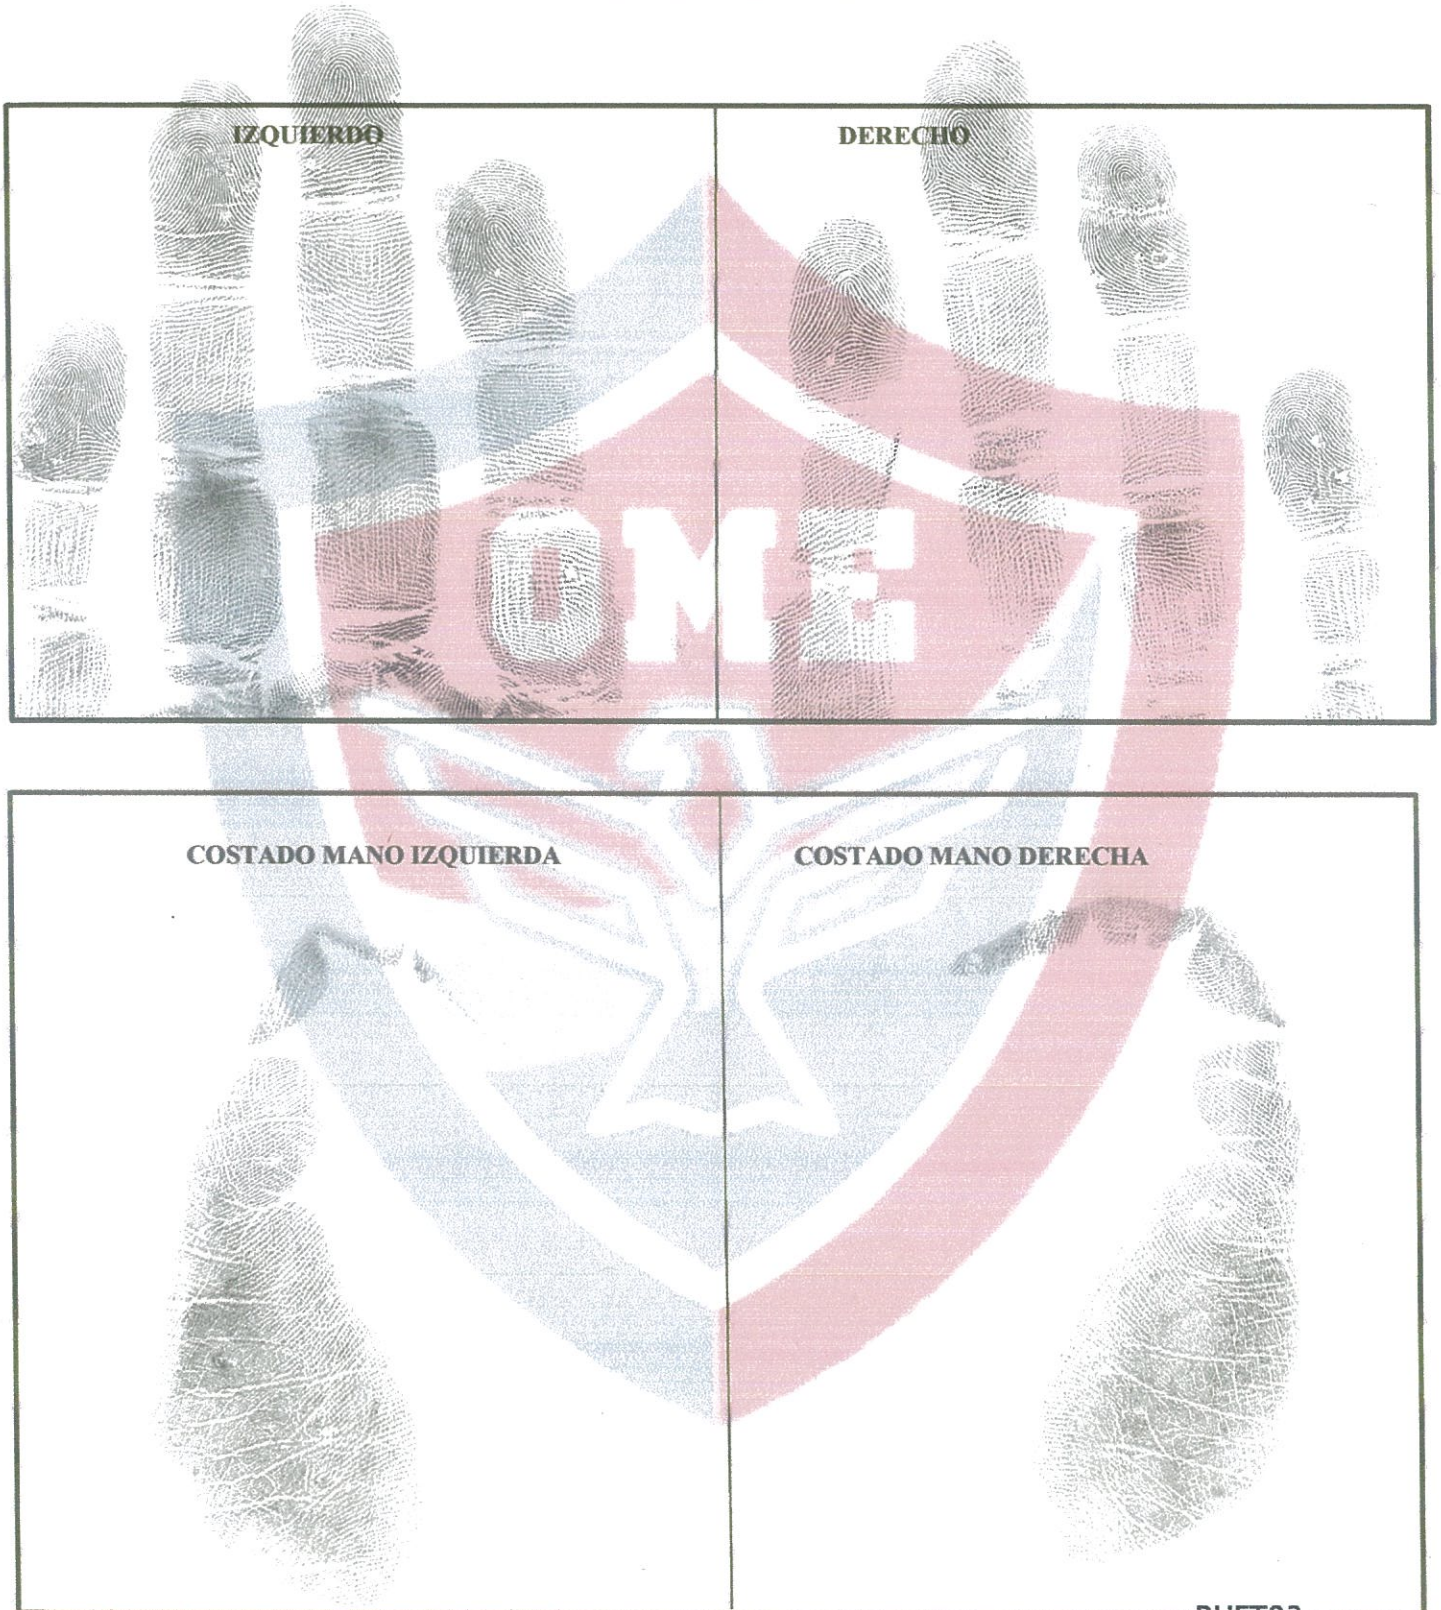 IZQUIERDO
DERECHO
OME
COSTADO MANO IZQUIERDA
COSTADO MANO DERECHA